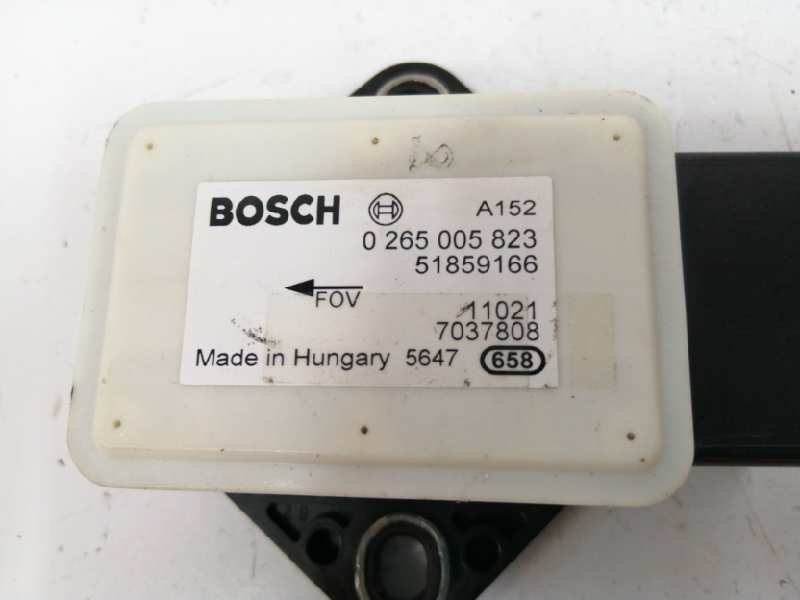 BOSCH A152
0 265 005 823
51859166
FOV
11021
7037808
Made in Hungary 5647 658